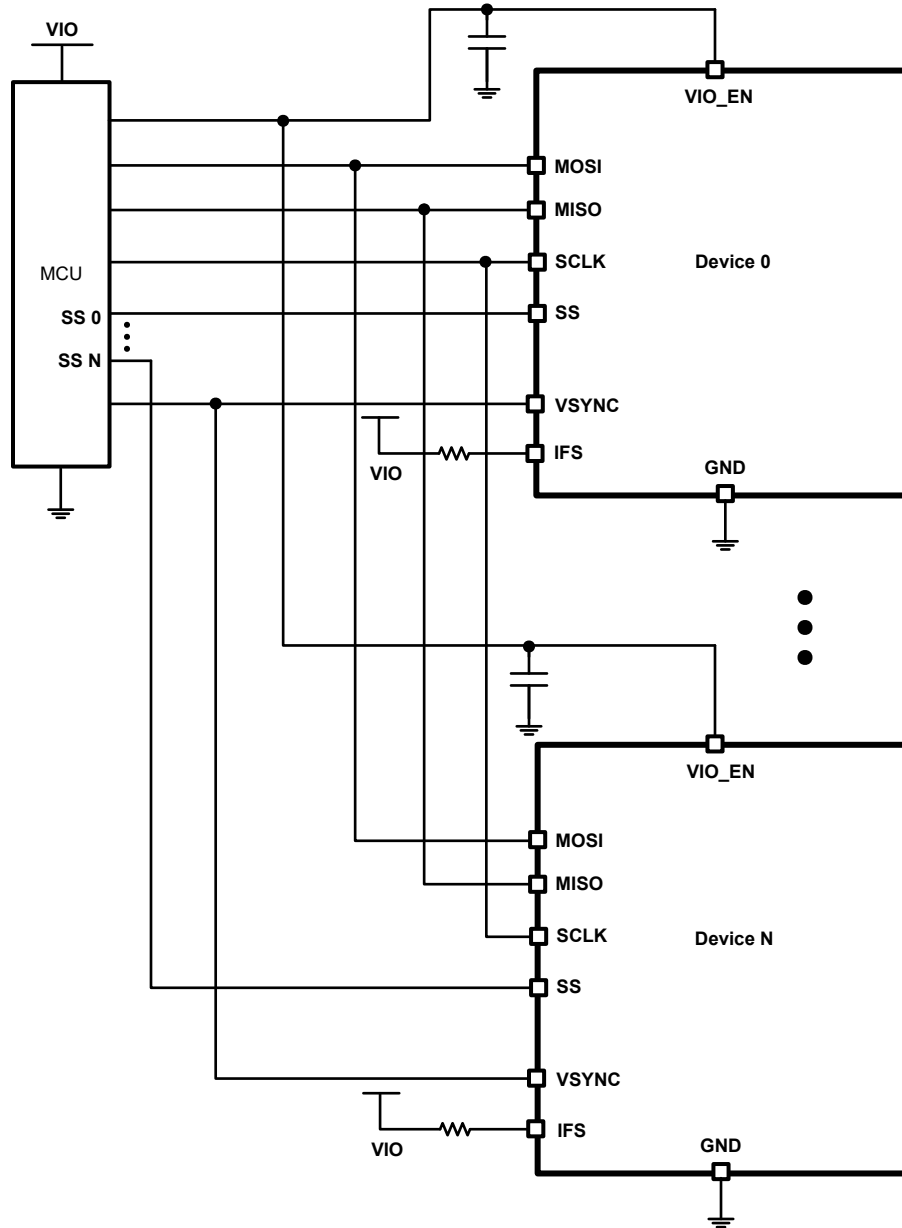 VIO
VIO_EN
MOSI
MISO
SCLK
Device 0
MCU
SS 0
SS
SS N
VSYNC
IFS
VIO
GND
VIO_EN
MOSI
MISO
SCLK
Device N
SS
VSYNC
IFS
VIO
GND